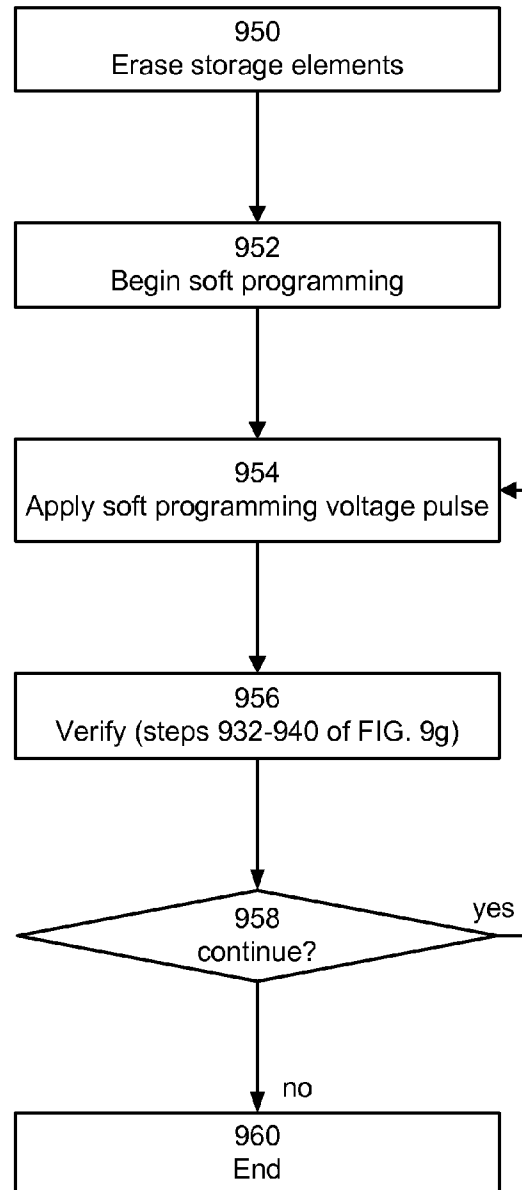 950
Erase storage elements
952
Begin soft programming
954
Apply soft programming voltage pulse
956
Verify (steps 932-940 of FIG. 9g)
958
continue?
yes
no
960
End